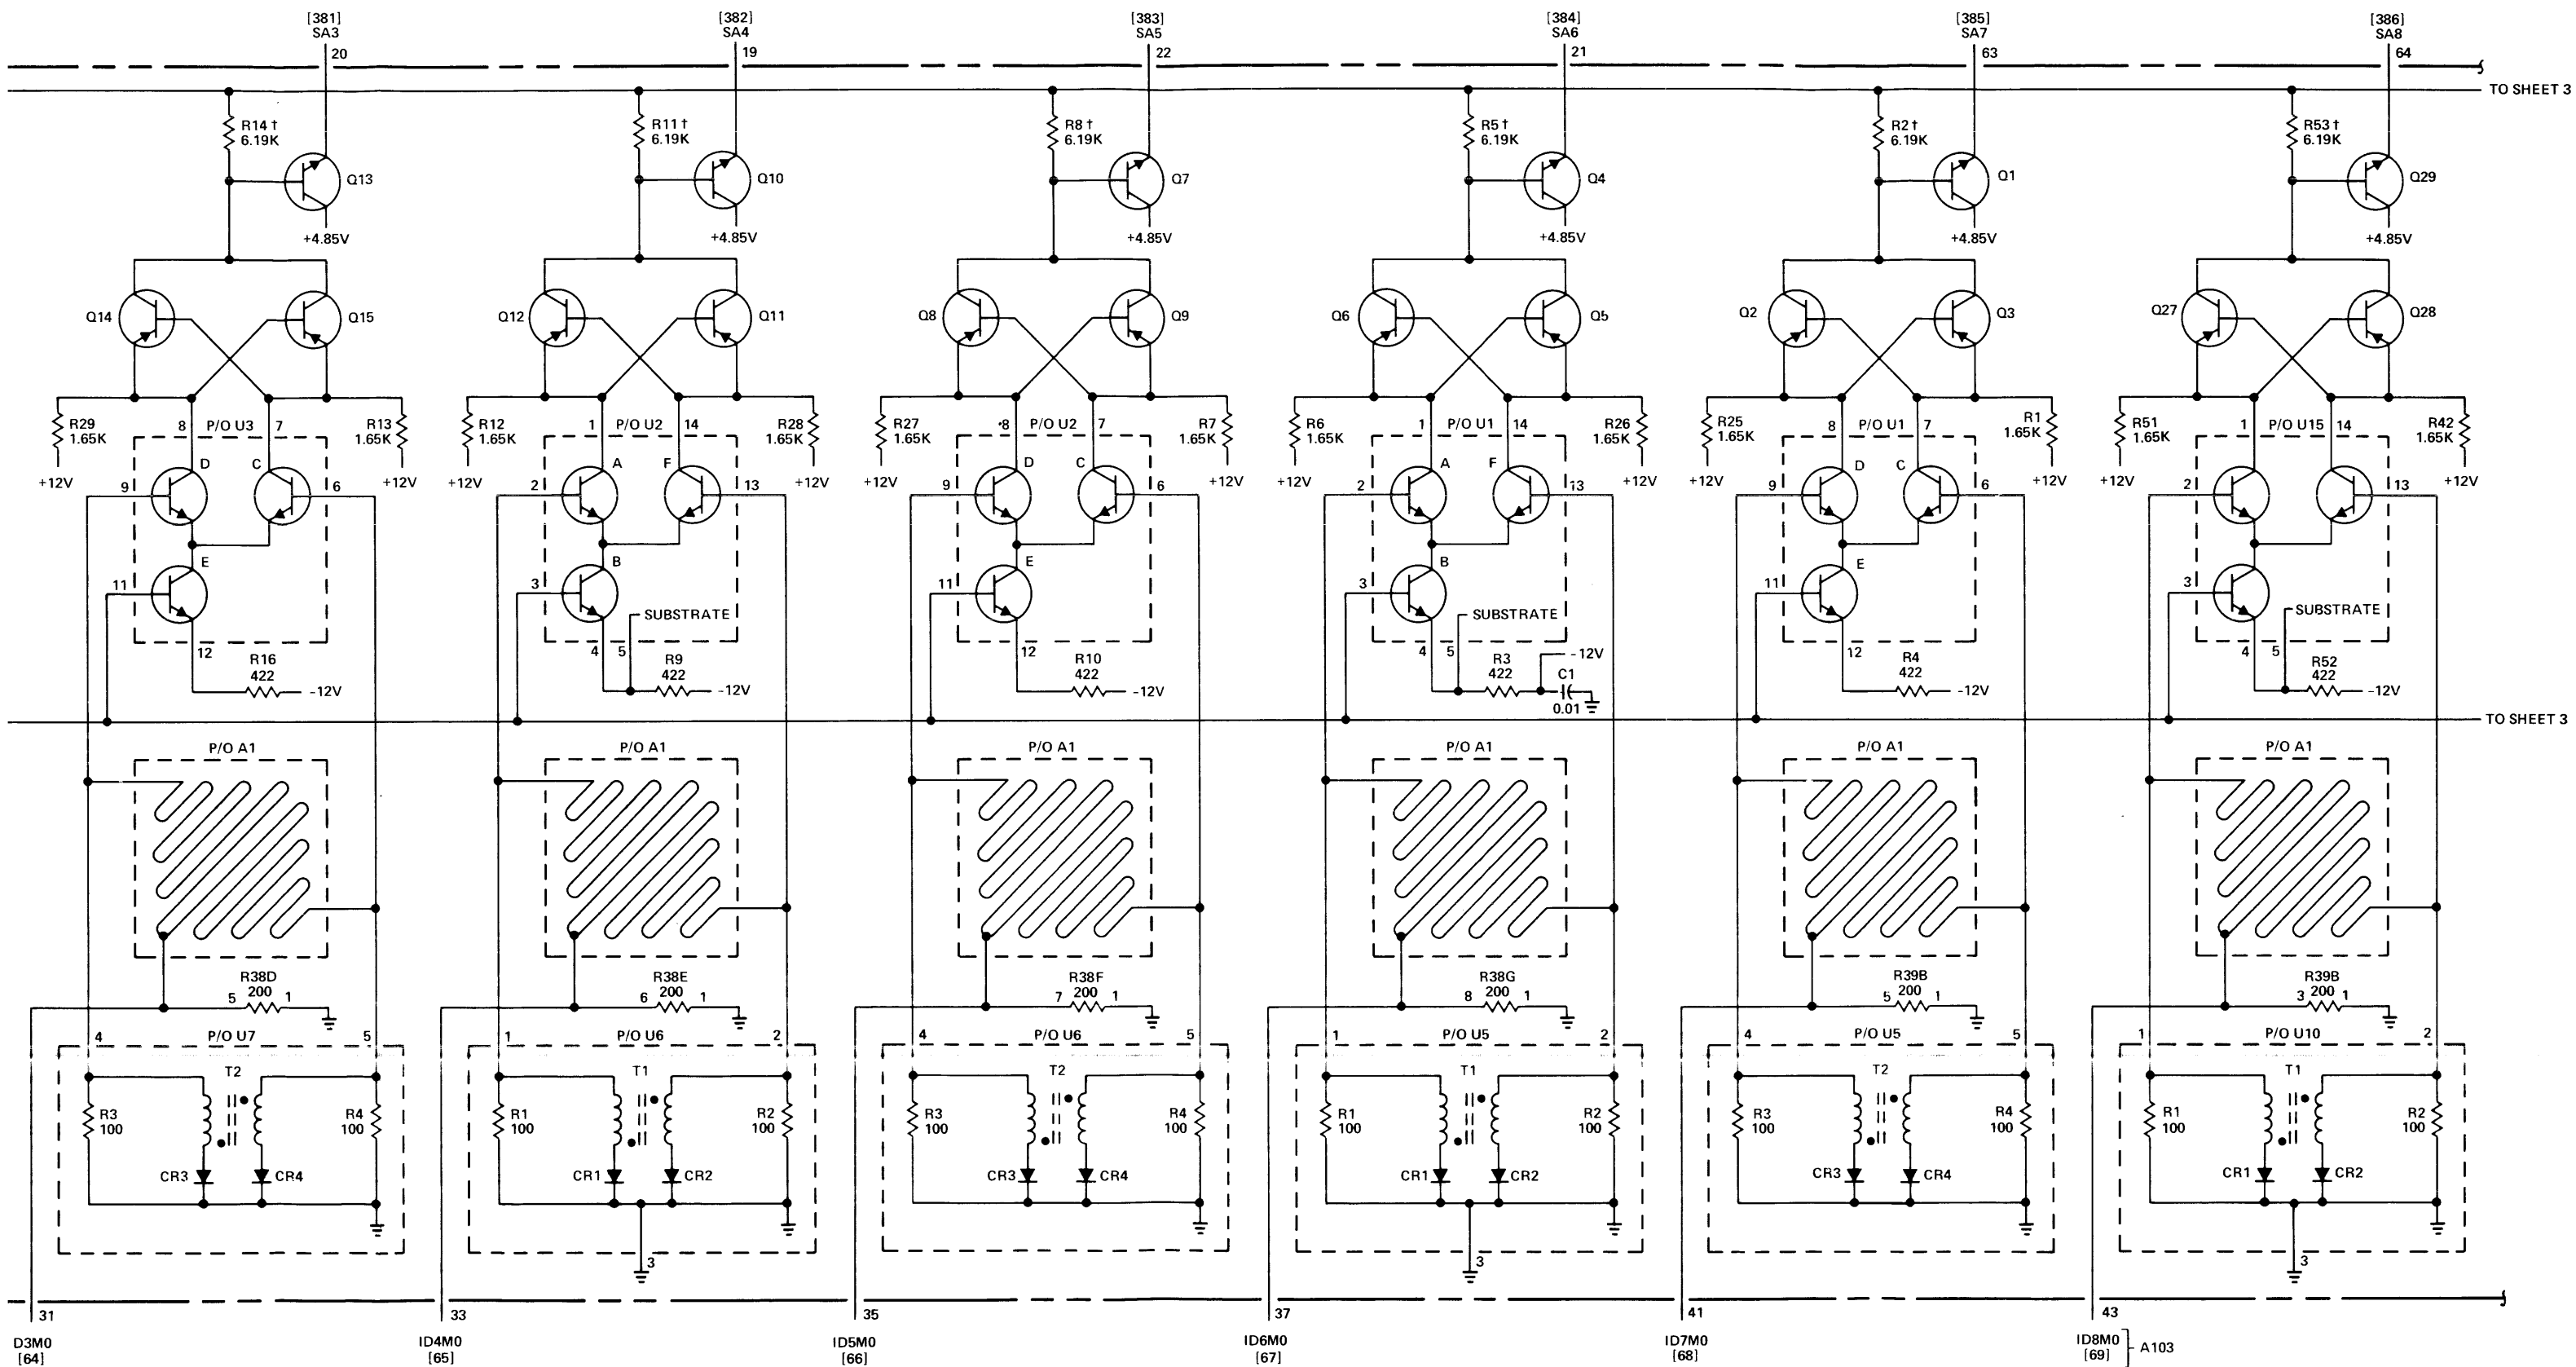 [381] [382] [383] [384] [385] [386]
SA3 SA4 SA5 SA6 SA7 SA8
20 19 22 21 63 64
TO SHEET 3
R14 † R11 † R8 † R5 † R2 † R53 †
6.19K 6.19K 6.19K 6.19K 6.19K 6.19K
Q13 Q10 Q7 Q4 Q1 Q29
+4.85V +4.85V +4.85V +4.85V +4.85V +4.85V
Q14 Q15 Q12 Q11 Q8 Q9 Q6 Q5 Q2 Q3 Q27 Q28
R29 8 P/O U3 7 R13 R12 1 P/O U2 14 R28 R27 8 P/O U2 7 R7 R6 1 P/O U1 14 R26 R25 8 P/O U1 7 R1 R51 1 P/O U15 14 R42
1.65K 1.65K 1.65K 1.65K 1.65K 1.65K 1.65K 1.65K 1.65K 1.65K 1.65K 1.65K
D C A F D C A F D C
+12V +12V +12V +12V +12V +12V +12V +12V +12V +12V +12V +12V
9 6 2 13 9 6 2 13 9 6 2 13
E B E B E
11 3 11 3 11 3
SUBSTRATE SUBSTRATE SUBSTRATE
12 4 5 12 4 5 12 4 5
R16 R9 R10 R3 -12V R4 R52
422 422 422 422 C1 422 422
-12V -12V -12V 0.01 -12V -12V
TO SHEET 3
P/O A1 P/O A1 P/O A1 P/O A1 P/O A1 P/O A1
R38D R38E R38F R38G R39B R39B
5 200 1 6 200 1 7 200 1 8 200 1 5 200 1 3 200 1
4 P/O U7 5 1 P/O U6 2 4 P/O U6 5 1 P/O U5 2 4 P/O U5 5 1 P/O U10 2
T2 T1 T2 T1 T2 T1
R3 R4 R1 R2 R3 R4 R1 R2 R3 R4 R1 R2
100 100 100 100 100 100 100 100 100 100 100 100
CR3 CR4 CR1 CR2 CR3 CR4 CR1 CR2 CR3 CR4 CR1 CR2
3 3 3
31 33 35 37 41 43
D3M0 ID4M0 ID5M0 ID6M0 ID7M0 ID8M0 A103
[64] [65] [66] [67] [68] [69]